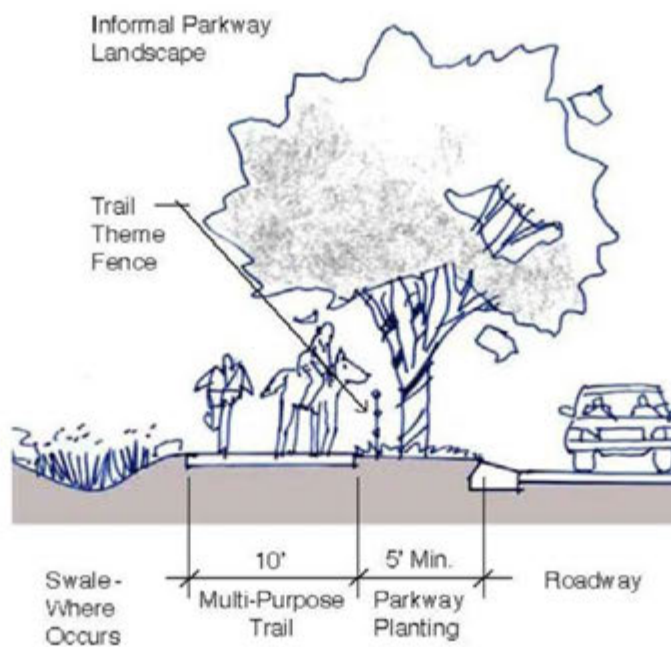 Informal Parkway
Landscape
Trail
Theme
Fence
10'
5' Min.
Swale -
Where
Occurs
Multi-Purpose
Trail
Parkway
Planting
Roadway